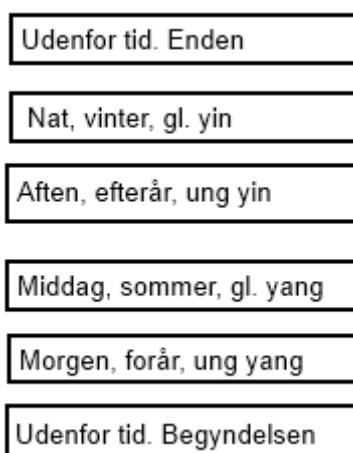 Udenfor tid. Enden
Nat, vinter, gl. yin
Aften, efterår, ung yin
Middag, sommer, gl. yang
Morgen, forår, ung yang
Udenfor tid. Begyndelsen